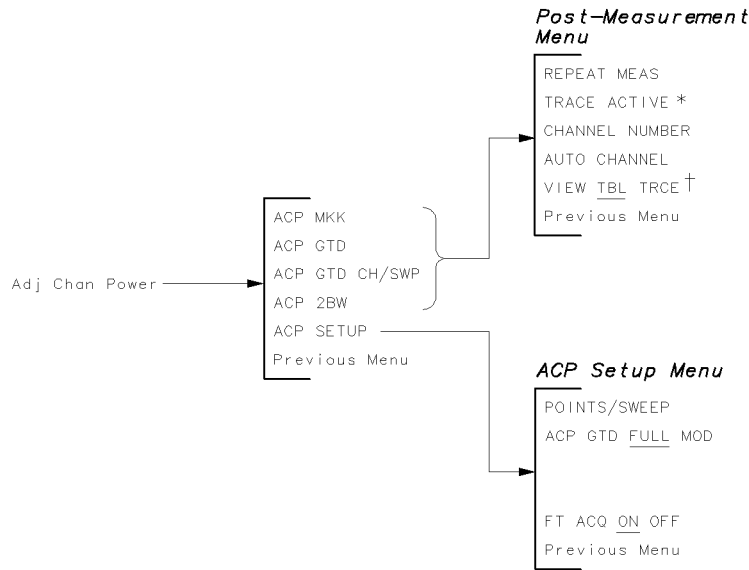 Post-Measurement
Menu
REPEAT MEAS
TRACE ACTIVE *
CHANNEL NUMBER
AUTO CHANNEL
VIEW TBL TRCE †
Previous Menu
Adj Chan Power
ACP MKK
ACP GTD
ACP GTD CH/SWP
ACP 2BW
ACP SETUP
Previous Menu
ACP Setup Menu
POINTS/SWEEP
ACP GTD FULL MOD
FT ACQ ON OFF
Previous Menu